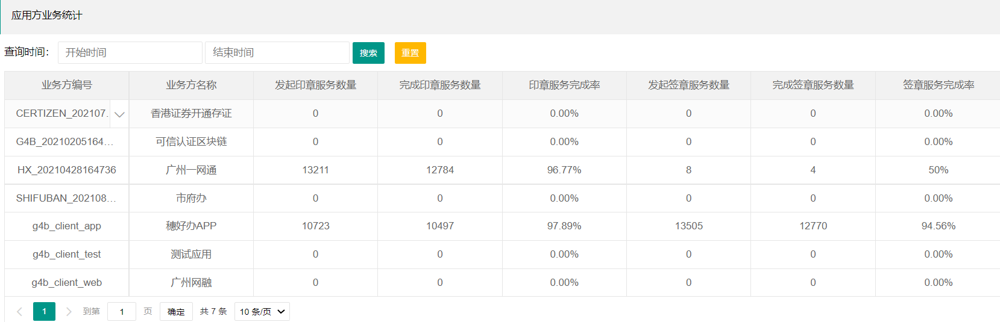 应用方业务统计
查询时间： 开始时间 结束时间 搜索 重置
业务方编号 业务方名称 发起印章服务数量 完成印章服务数量 印章服务完成率 发起签章服务数量 完成签章服务数量 签章服务完成率
CERTIZEN_202107. 香港证券开通存证 0 0 0.00% 0 0 0.00%
G4B_20210205164... 可信认证区块链 0 0 0.00% 0 0 0.00%
HX_20210428164736 广州一网通 13211 12784 96.77% 8 4 50%
SHIFUBAN_202108... 市府办 0 0 0.00% 0 0 0.00%
g4b_client_app 穗好办APP 10723 10497 97.89% 13505 12770 94.56%
g4b_client_test 测试应用 0 0 0.00% 0 0 0.00%
g4b_client_web 广州网融 0 0 0.00% 0 0 0.00%
1 到第 1 页 确定 共 7 条 10 条/页